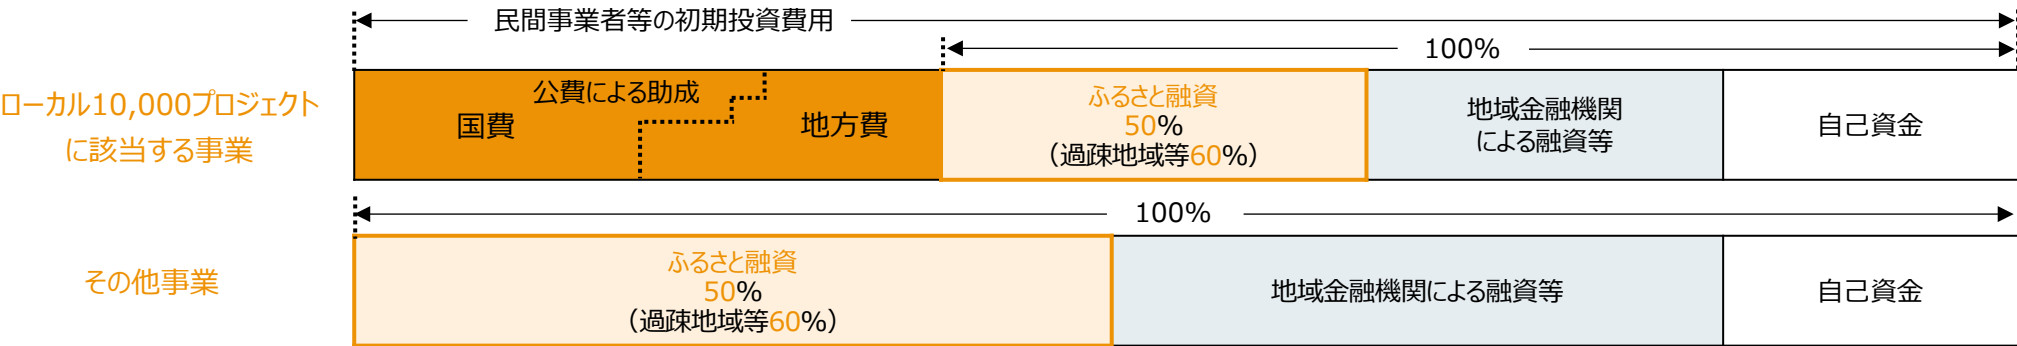 民間事業者等の初期投資費用
100%
ローカル10,000プロジェクト
に該当する事業
公費による助成
国費
地方費
ふるさと融資
50%
（過疎地域等60%）
地域金融機関
による融資等
自己資金
100%
その他事業
ふるさと融資
50%
（過疎地域等60%）
地域金融機関による融資等
自己資金